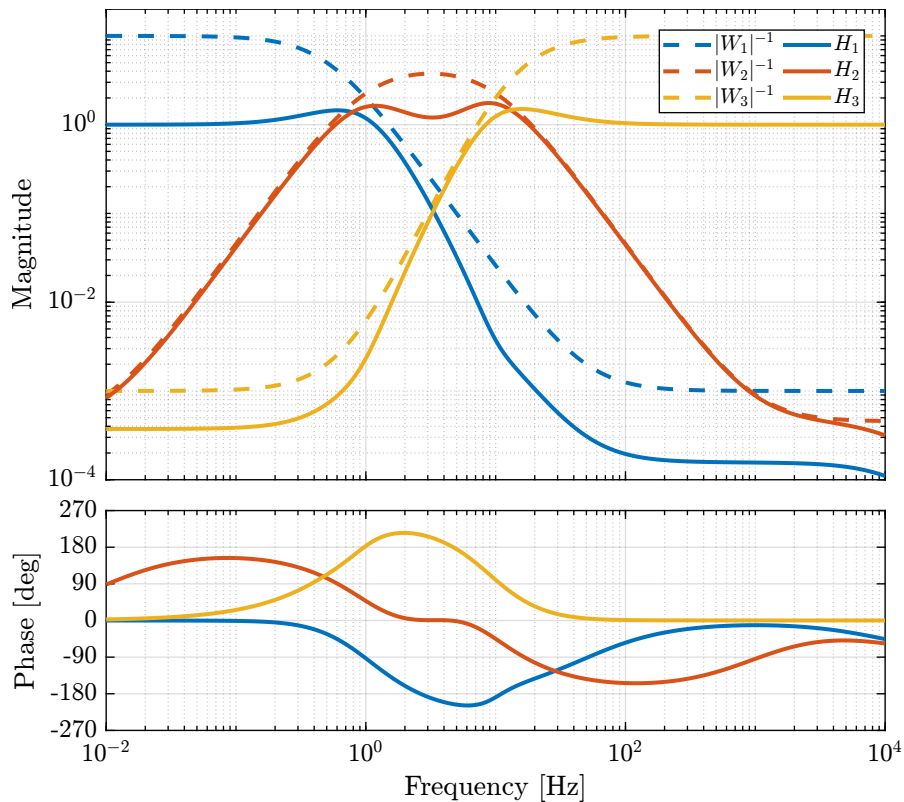 |W₁|⁻¹ H₁
|W₂|⁻¹ H₂
|W₃|⁻¹ H₃
Magnitude
10⁰
10⁻²
10⁻⁴
Phase [deg]
270
180
90
0
-90
-180
-270
10⁻² 10⁰ 10² 10⁴
Frequency [Hz]